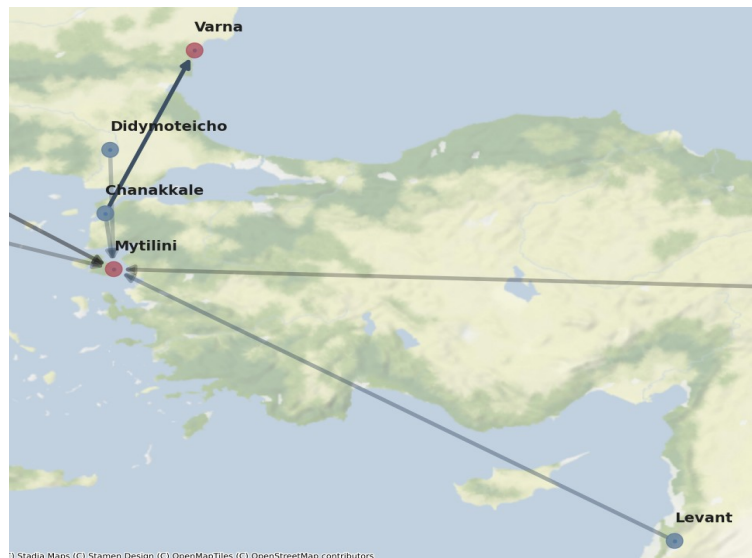 Varna
Didymoteicho
Chanakkale
Mytilini
Levant
C) Stadia Maps (C) Stamen Design (C) OpenMapTiles (C) OpenStreetMap contributors